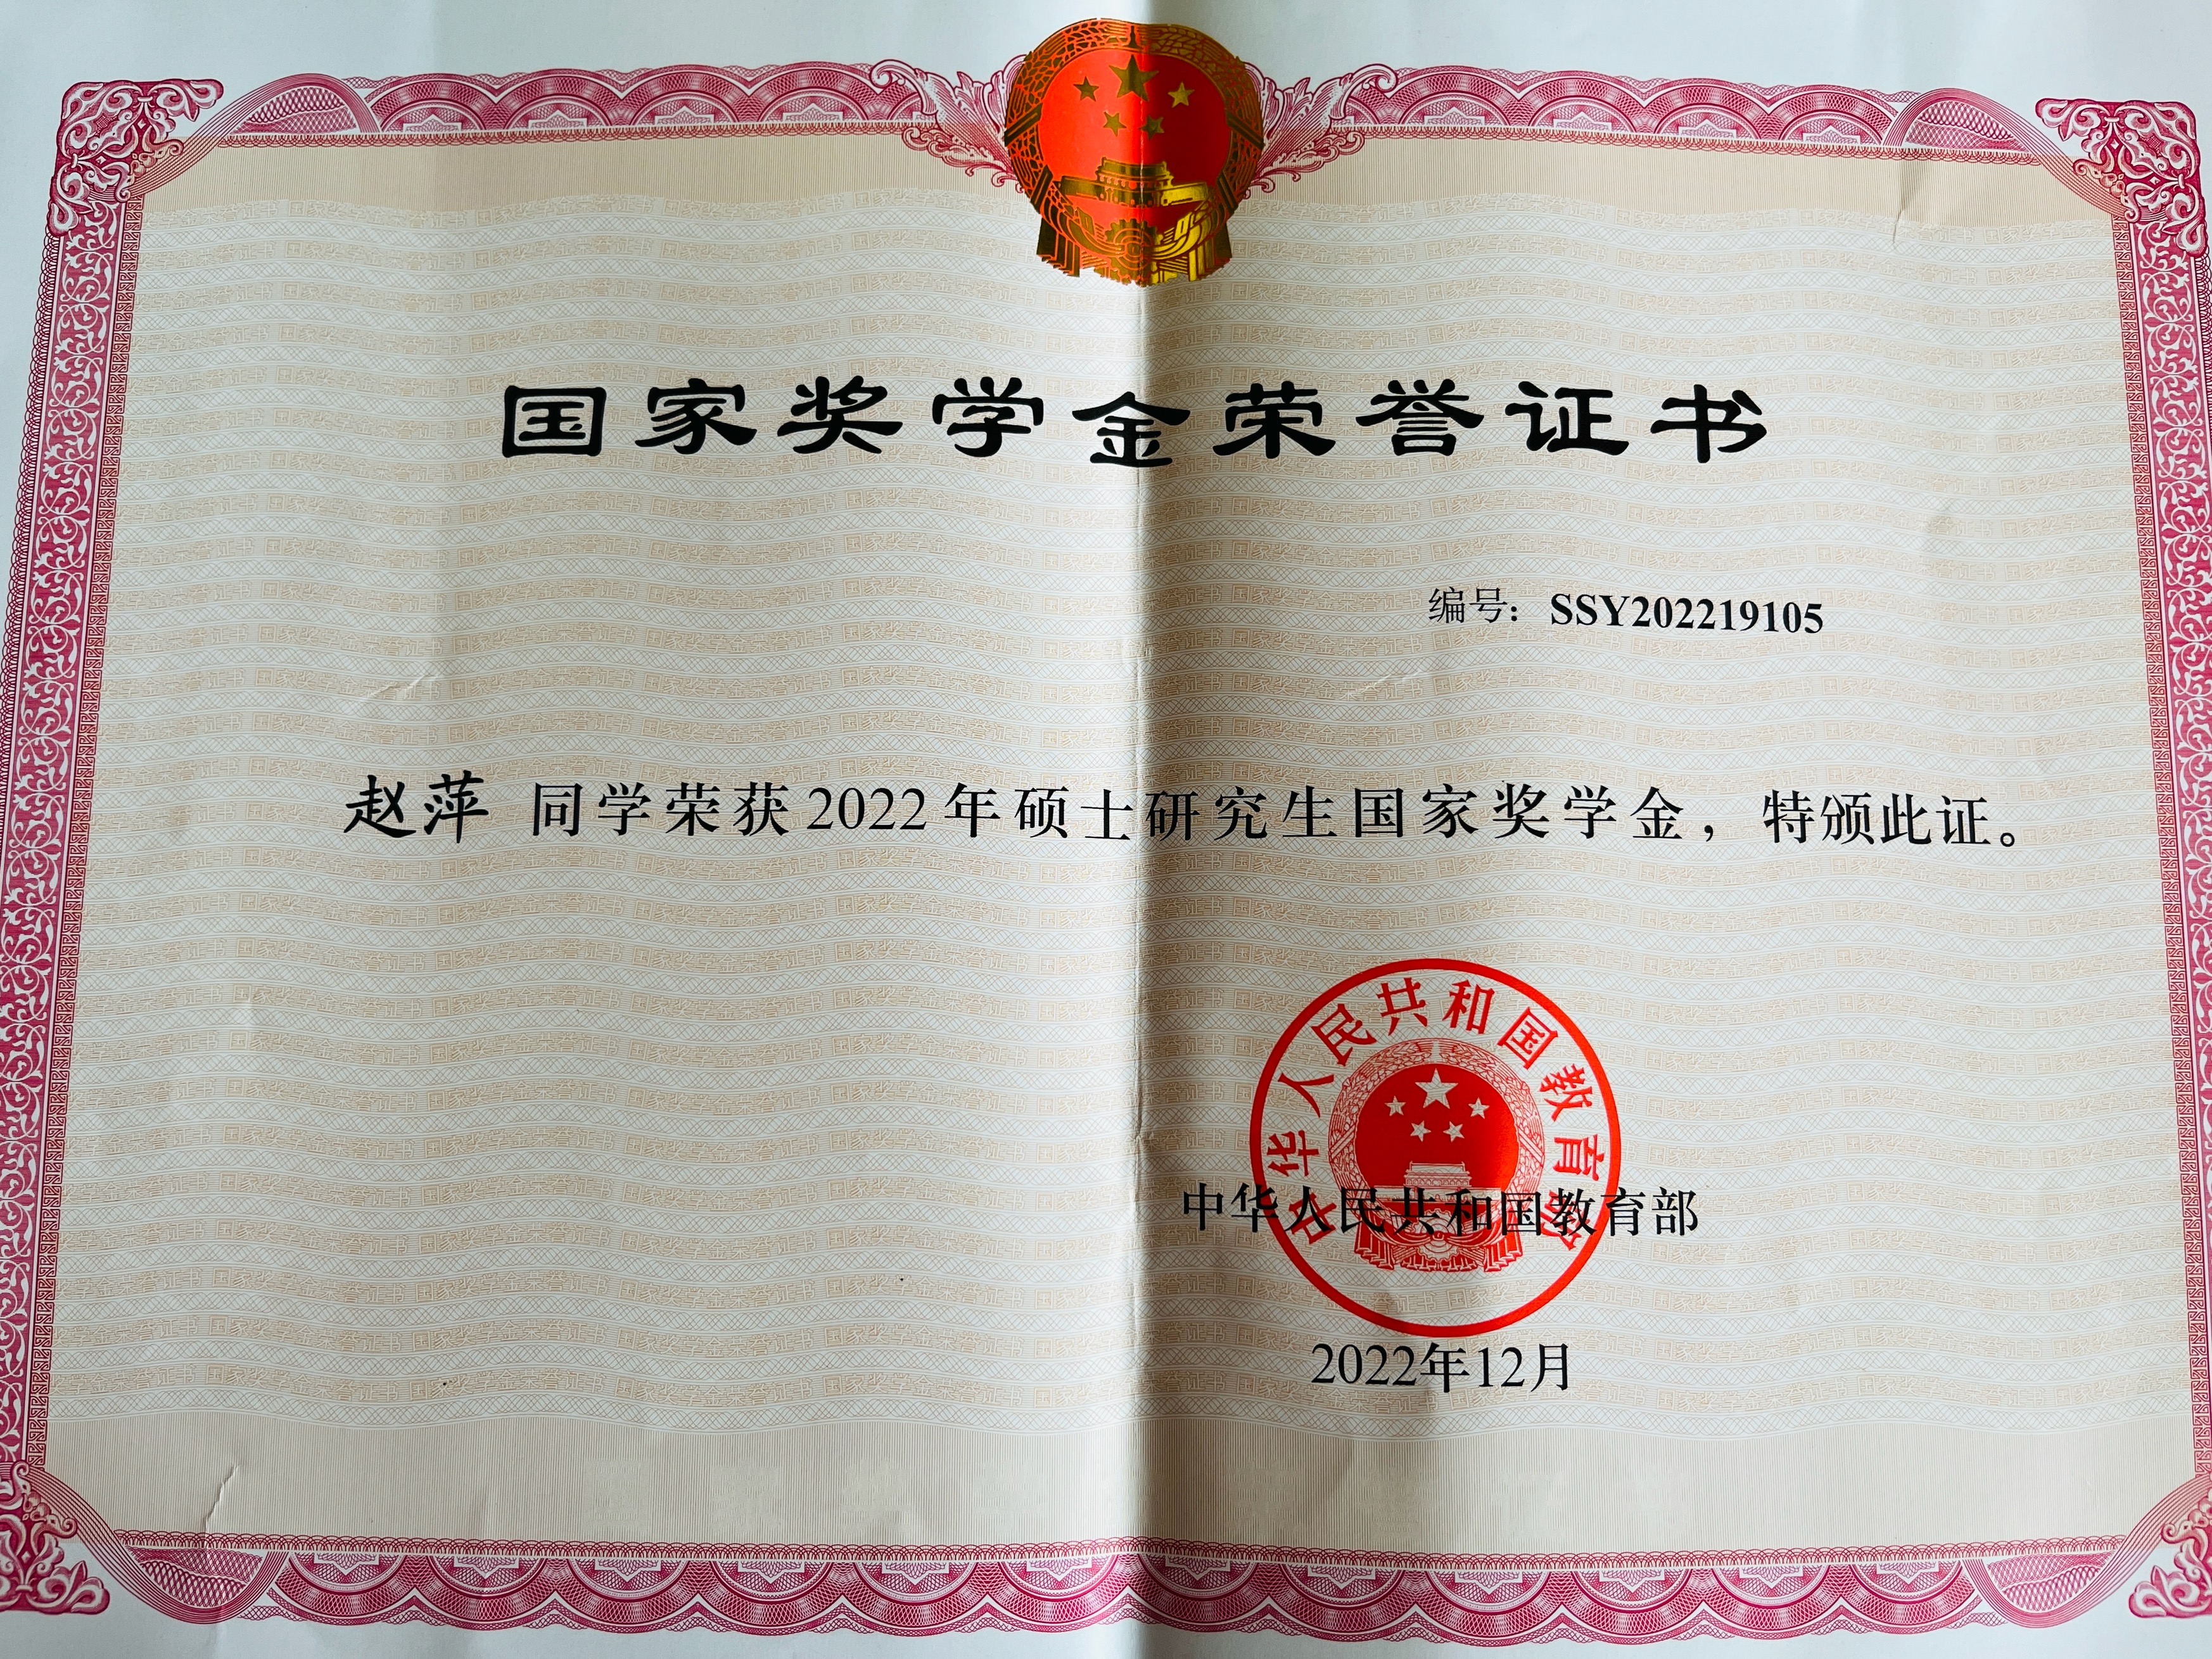 国家奖学金荣誉证书
编号：SSY202219105
赵萍 同学荣获2022年硕士研究生国家奖学金，特颁此证。
中华人民共和国教育部
中华人民共和国教育部
2022年12月